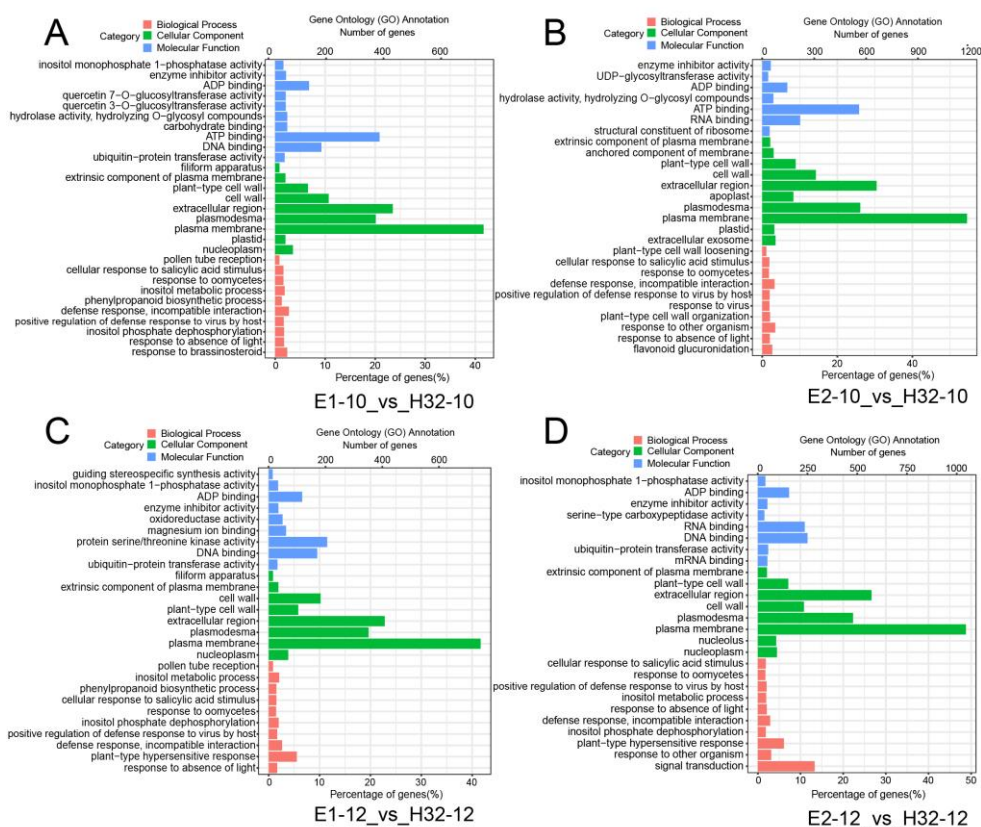 A
Biological Process
Category Cellular Component
Molecular Function
Gene Ontology (GO) Annotation
Number of genes
0 200 400 600
inositol monophosphate 1-phosphatase activity
enzyme inhibitor activity
ADP binding
quercetin 7-O-glucosyltransferase activity
quercetin 3-O-glucosyltransferase activity
hydrolase activity, hydrolyzing O-glycosyl compounds
carbohydrate binding
ATP binding
DNA binding
ubiquitin-protein transferase activity
filiform apparatus
extrinsic component of plasma membrane
plant-type cell wall
cell wall
extracellular region
plasmodesma
plasma membrane
plastid
nucleoplasm
pollen tube reception
cellular response to salicylic acid stimulus
response to oomycetes
inositol metabolic process
phenylpropanoid biosynthetic process
defense response, incompatible interaction
positive regulation of defense response to virus by host
inositol phosphate dephosphorylation
response to absence of light
response to brassinosteroid
0 10 20 30 40
Percentage of genes(%)
E1-10_vs_H32-10
B
Biological Process
Category Cellular Component
Molecular Function
Gene Ontology (GO) Annotation
Number of genes
0 300 600 900 1200
enzyme inhibitor activity
UDP-glycosyltransferase activity
ADP binding
hydrolase activity, hydrolyzing O-glycosyl compounds
ATP binding
RNA binding
structural constituent of ribosome
extrinsic component of plasma membrane
anchored component of membrane
plant-type cell wall
cell wall
extracellular region
apoplast
plasmodesma
plasma membrane
plastid
extracellular exosome
plant-type cell wall loosening
cellular response to salicylic acid stimulus
response to oomycetes
defense response, incompatible interaction
positive regulation of defense response to virus by host
response to virus
plant-type cell wall organization
response to other organism
response to absence of light
flavonoid glucuronidation
0 20 40
Percentage of genes(%)
E2-10_vs_H32-10
C
Biological Process
Category Cellular Component
Molecular Function
Gene Ontology (GO) Annotation
Number of genes
0 200 400 600
guiding stereospecific synthesis activity
inositol monophosphate 1-phosphatase activity
ADP binding
enzyme inhibitor activity
oxidoreductase activity
magnesium ion binding
protein serine/threonine kinase activity
DNA binding
ubiquitin-protein transferase activity
filiform apparatus
extrinsic component of plasma membrane
cell wall
plant-type cell wall
extracellular region
plasmodesma
plasma membrane
nucleoplasm
pollen tube reception
inositol metabolic process
phenylpropanoid biosynthetic process
cellular response to salicylic acid stimulus
response to oomycetes
inositol phosphate dephosphorylation
positive regulation of defense response to virus by host
defense response, incompatible interaction
plant-type hypersensitive response
response to absence of light
0 10 20 30 40
Percentage of genes(%)
E1-12_vs_H32-12
D
Biological Process
Category Cellular Component
Molecular Function
Gene Ontology (GO) Annotation
Number of genes
0 250 500 750 1000
inositol monophosphate 1-phosphatase activity
ADP binding
enzyme inhibitor activity
serine-type carboxypeptidase activity
RNA binding
DNA binding
ubiquitin-protein transferase activity
mRNA binding
extrinsic component of plasma membrane
plant-type cell wall
extracellular region
cell wall
plasmodesma
plasma membrane
nucleolus
nucleoplasm
cellular response to salicylic acid stimulus
response to oomycetes
positive regulation of defense response to virus by host
inositol metabolic process
response to absence of light
defense response, incompatible interaction
inositol phosphate dephosphorylation
plant-type hypersensitive response
response to other organism
signal transduction
0 10 20 30 40 50
Percentage of genes(%)
E2-12_vs_H32-12